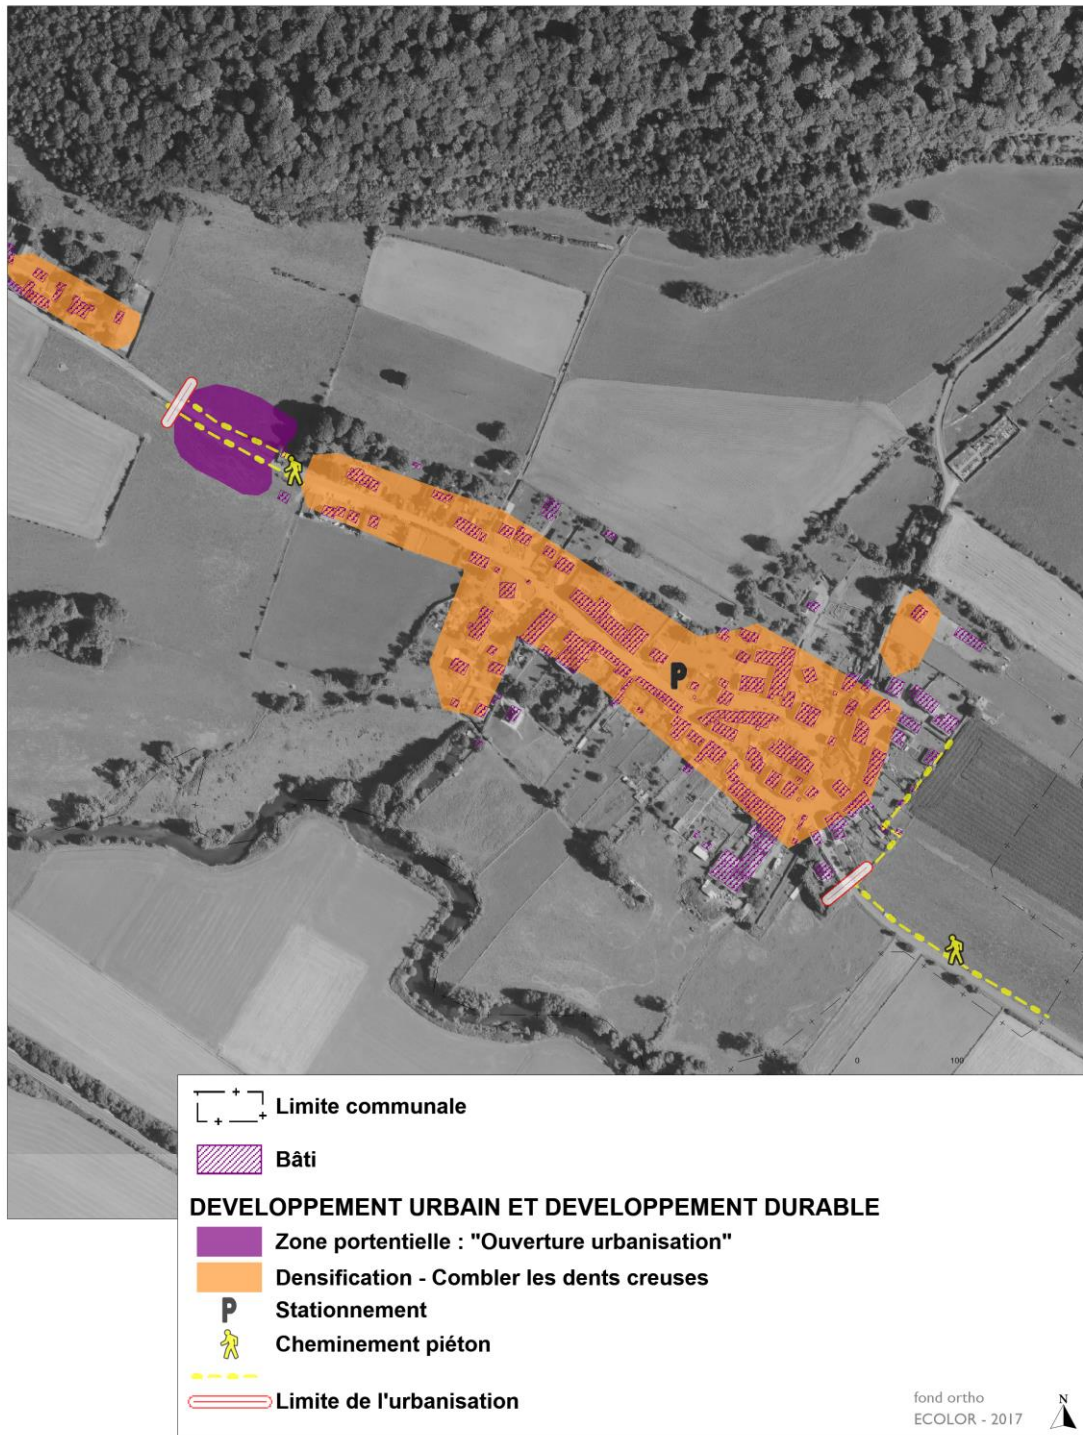 P
0 100
Limite communale
Bâti
DEVELOPPEMENT URBAIN ET DEVELOPPEMENT DURABLE
Zone portentielle : "Ouverture urbanisation"
Densification - Combler les dents creuses
P Stationnement
Cheminement piéton
Limite de l'urbanisation
fond ortho
ECOLOR - 2017
N